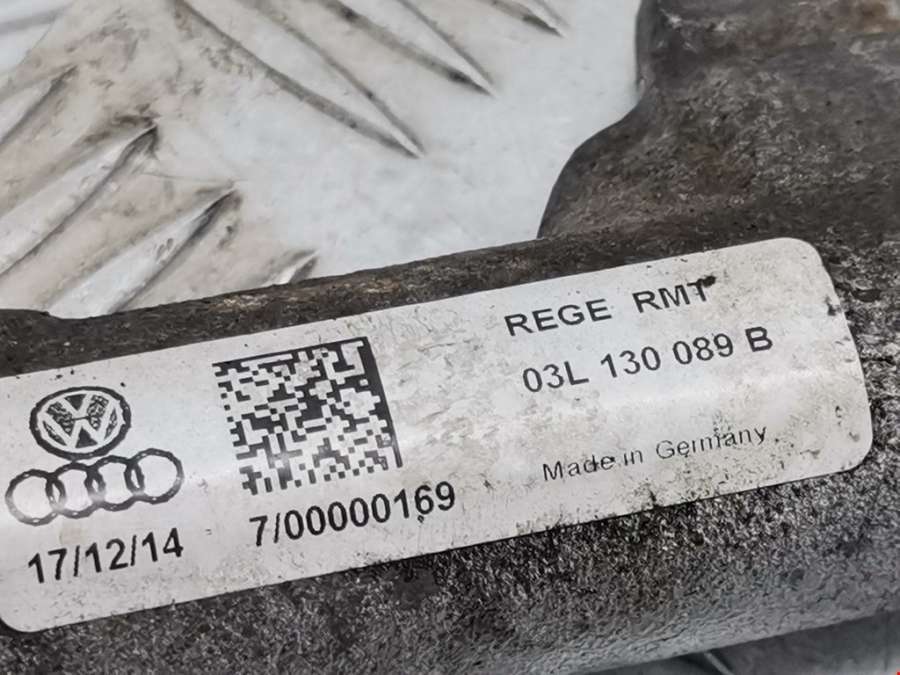 REGE RMT
03L 130 089 B
Made in Germany
7/00000169
17/12/14